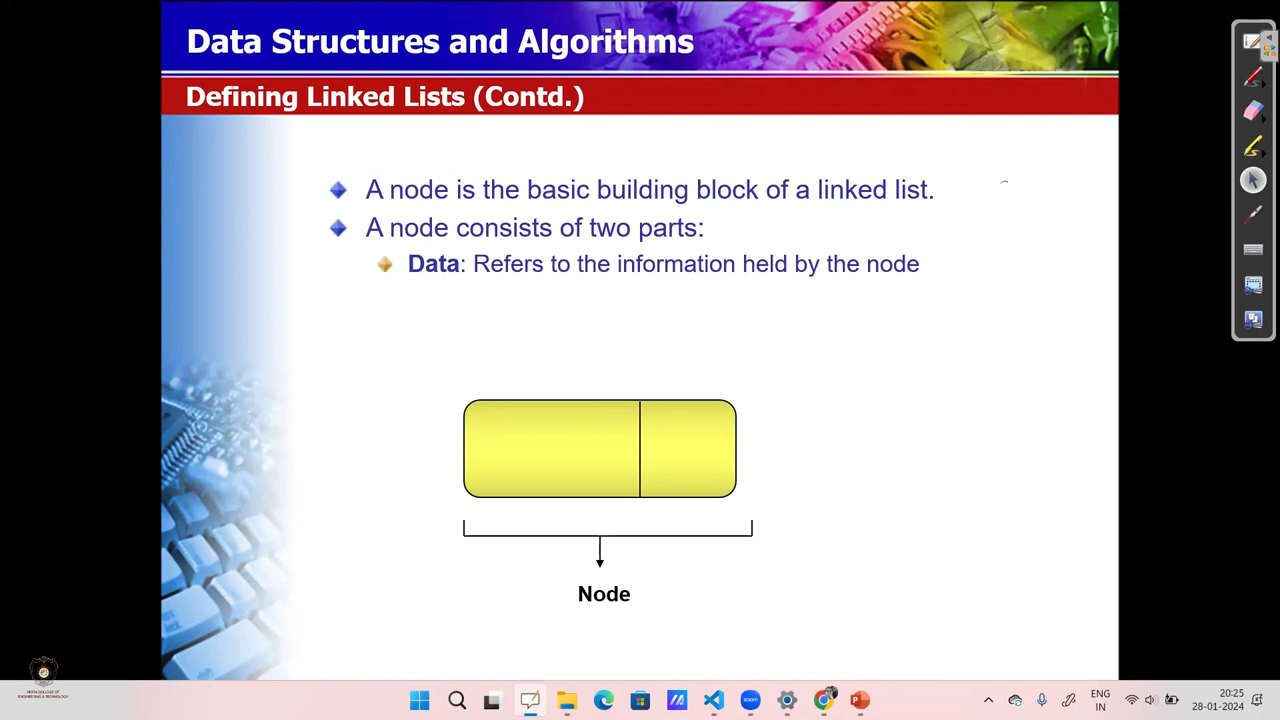 Data Structures and Algorithms
Defining Linked Lists (Contd.)
A node is the basic building block of a linked list.
A node consists of two parts:
Data: Refers to the information held by the node
Node
zoom
ENG
IN
20:25
28-01-2024